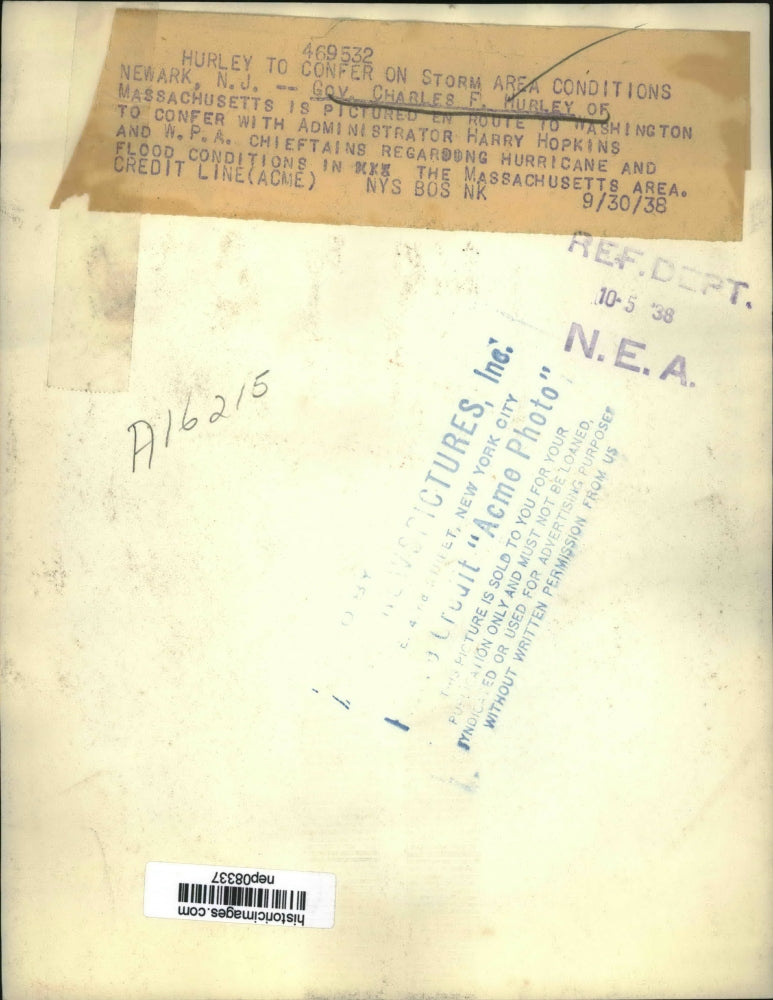 469532
HURLEY TO CONFER ON STORM AREA CONDITIONS
NEWARK, N.J. -- GOV. CHARLES F. HURLEY OF
MASSACHUSETTS IS PICTURED EN ROUTE TO WASHINGTON
TO CONFER WITH ADMINISTRATOR HARRY HOPKINS
AND W.P.A. CHIEFTAINS REGARDONG HURRICANE AND
FLOOD CONDITIONS IN XXX THE MASSACHUSETTS AREA.
CREDIT LINE(ACME) NYS BOS NK 9/30/38
REF. DEPT.
10-5 '38
N.E.A.
A16215
BY
NEWSPICTURES, Inc.
STREET, NEW YORK CITY
Credit "Acme Photo"
THIS PICTURE IS SOLD TO YOU FOR YOUR
PUBLICATION ONLY AND MUST NOT BE LOANED,
SYNDICATED OR USED FOR ADVERTISING PURPOSES
WITHOUT WRITTEN PERMISSION FROM US
historicimages.com
nep08337